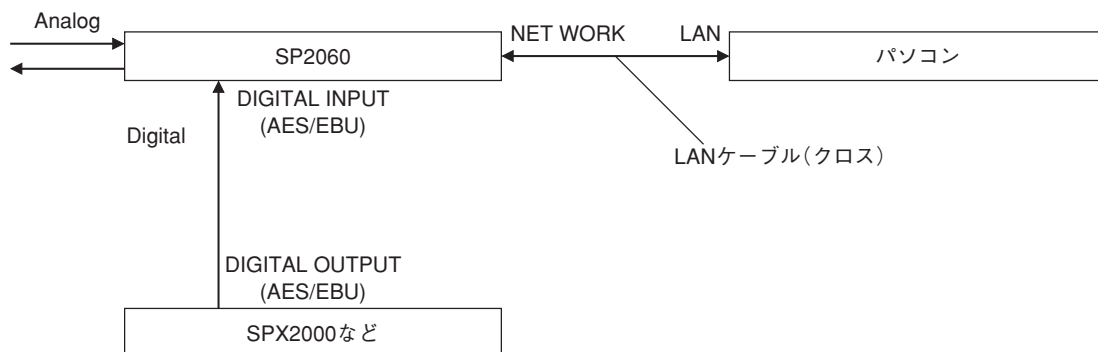 Analog
SP2060
NET WORK
LAN
パソコン
DIGITAL INPUT
(AES/EBU)
Digital
LANケーブル（クロス）
DIGITAL OUTPUT
(AES/EBU)
SPX2000など